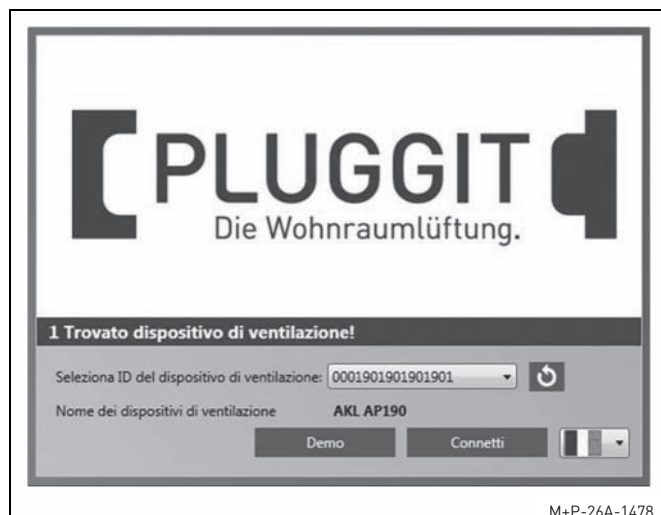 PLUGGIT
Die Wohnraumlüftung.
1 Trovato dispositivo di ventilazione!
Seleziona ID del dispositivo di ventilazione: 0001901901901901
Nome dei dispositivi di ventilazione AKL AP190
Demo Connetti
M+P-26A-1478